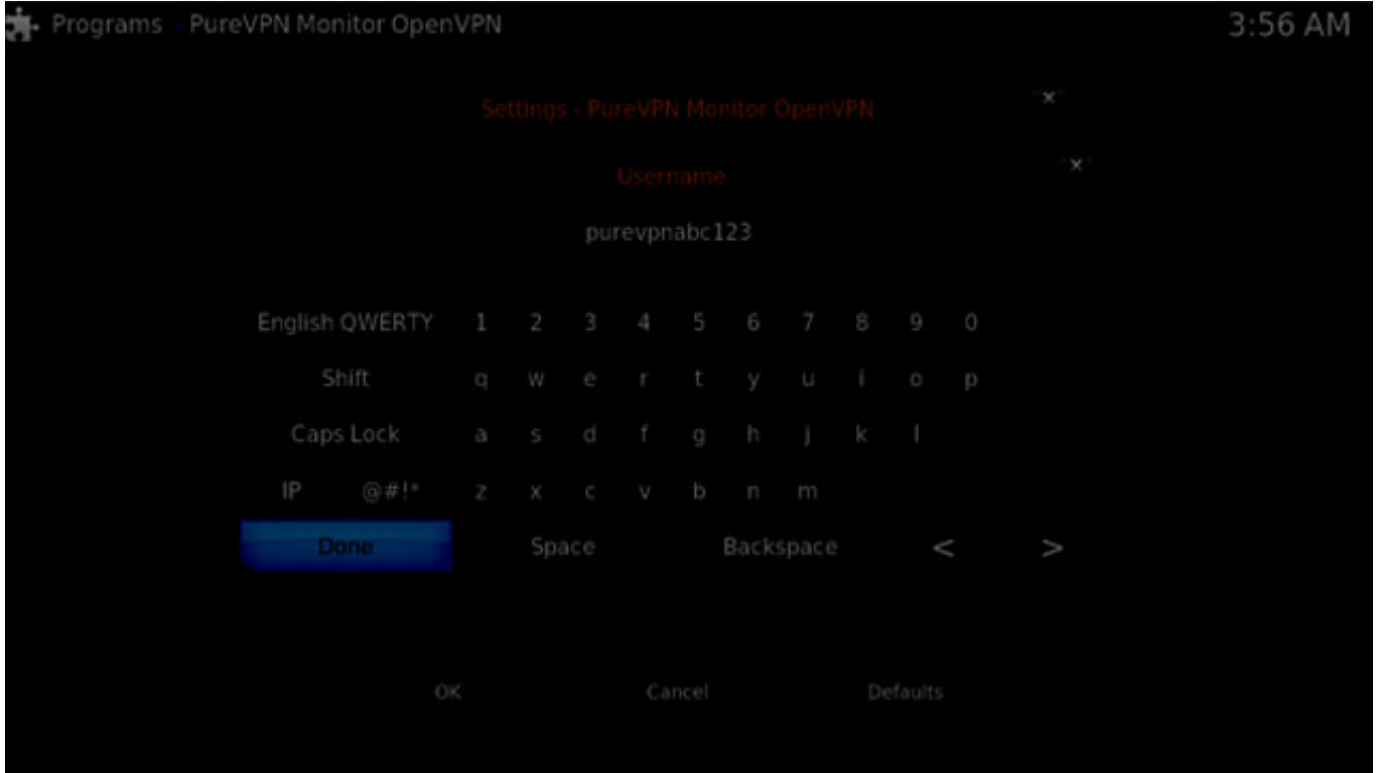 Programs - PureVPN Monitor OpenVPN 3:56 AM
Settings - PureVPN Monitor OpenVPN
Username
purevpnabc123
English QWERTY 1 2 3 4 5 6 7 8 9 0
Shift q w e r t y u i o p
Caps Lock a s d f g h j k l
IP @#!* z x c v b n m
Done Space Backspace < >
OK Cancel Defaults